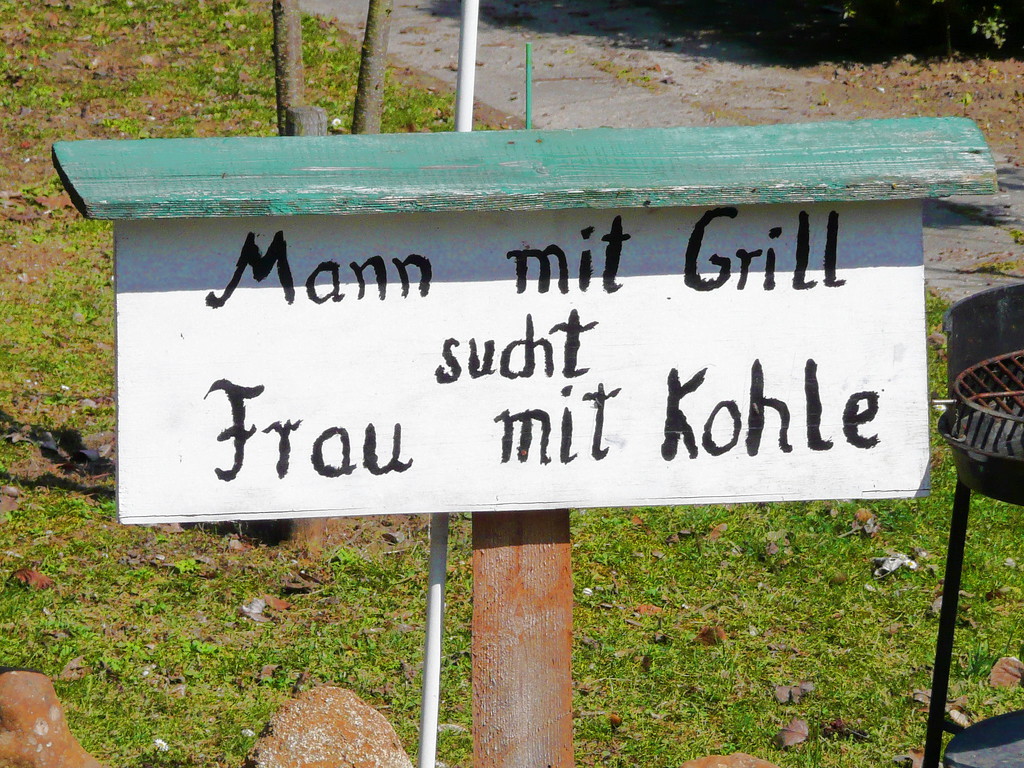 Mann mit Grill
sucht
Frau mit Kohle